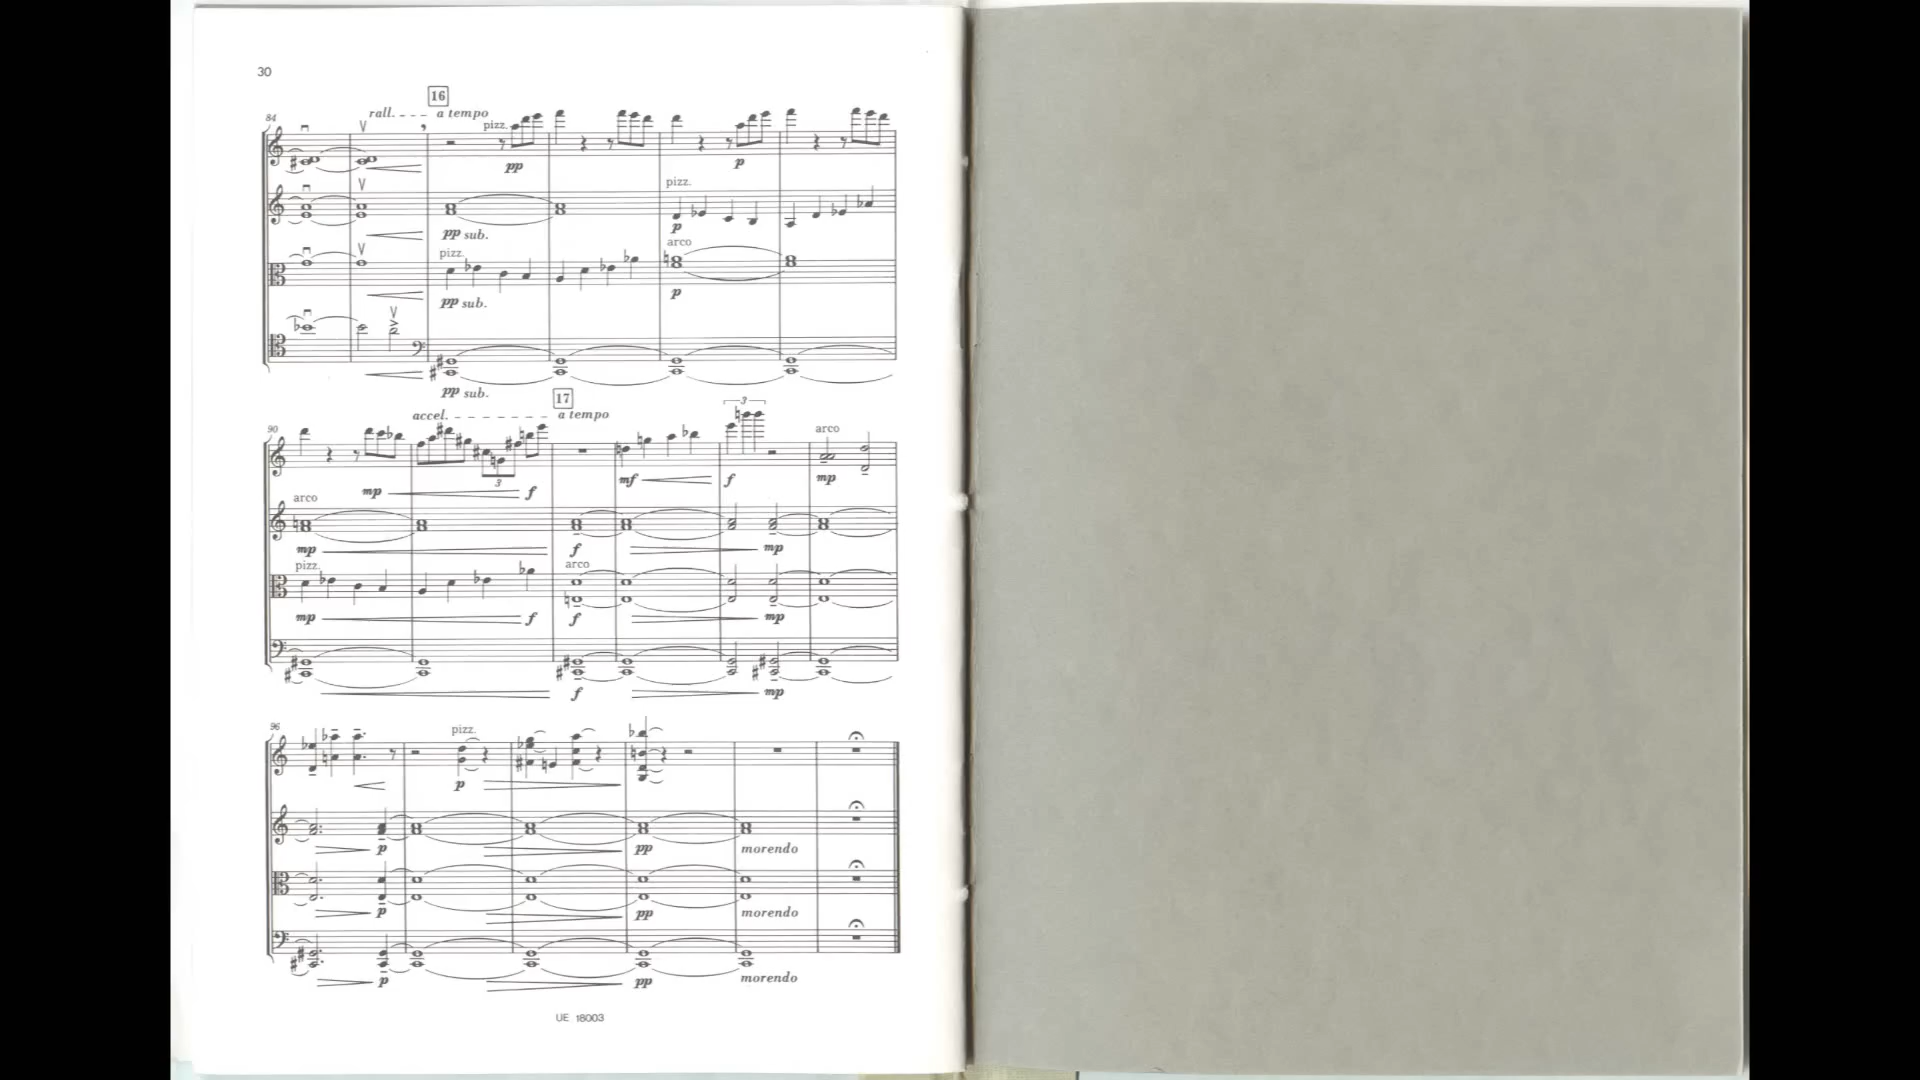 30
16
84 rall. a tempo
pizz.
pp p
pizz.
pp sub. p
pizz. arco
pp sub. p
pp sub.
17
accel. a tempo
90 3 arco
3
mp f mf f mp
arco
mp f mp
pizz. arco
mp f f mp
f mp
96 pizz.
p
p pp morendo
p pp morendo
p pp morendo
UE 18003